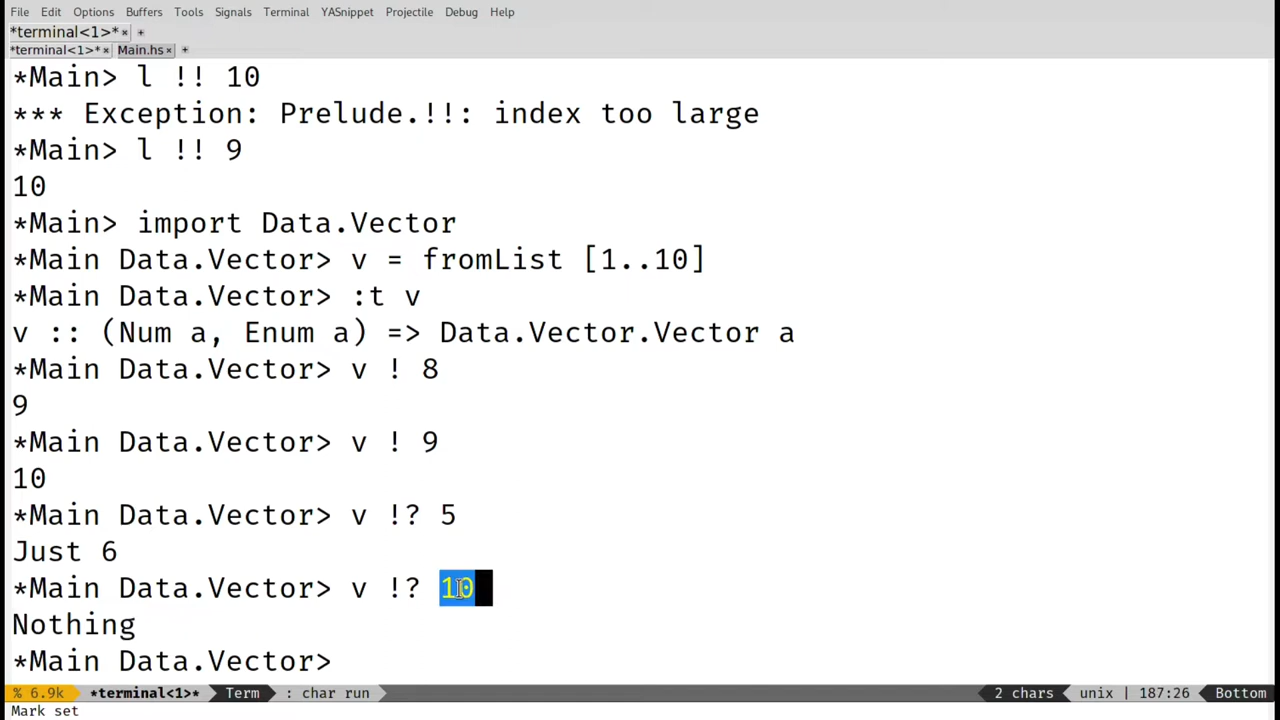 File Edit Options Buffers Tools Signals Terminal YASnippet Projectile Debug Help
*terminal<1>*× +
*terminal<1>*× Main.hs× +
*Main> l !! 10
*** Exception: Prelude.!!: index too large
*Main> l !! 9
10
*Main> import Data.Vector
*Main Data.Vector> v = fromList [1..10]
*Main Data.Vector> :t v
v :: (Num a, Enum a) => Data.Vector.Vector a
*Main Data.Vector> v ! 8
9
*Main Data.Vector> v ! 9
10
*Main Data.Vector> v !? 5
Just 6
*Main Data.Vector> v !? 10
Nothing
*Main Data.Vector>
% 6.9k *terminal<1>* Term : char run 2 chars unix | 187:26 Bottom
Mark set